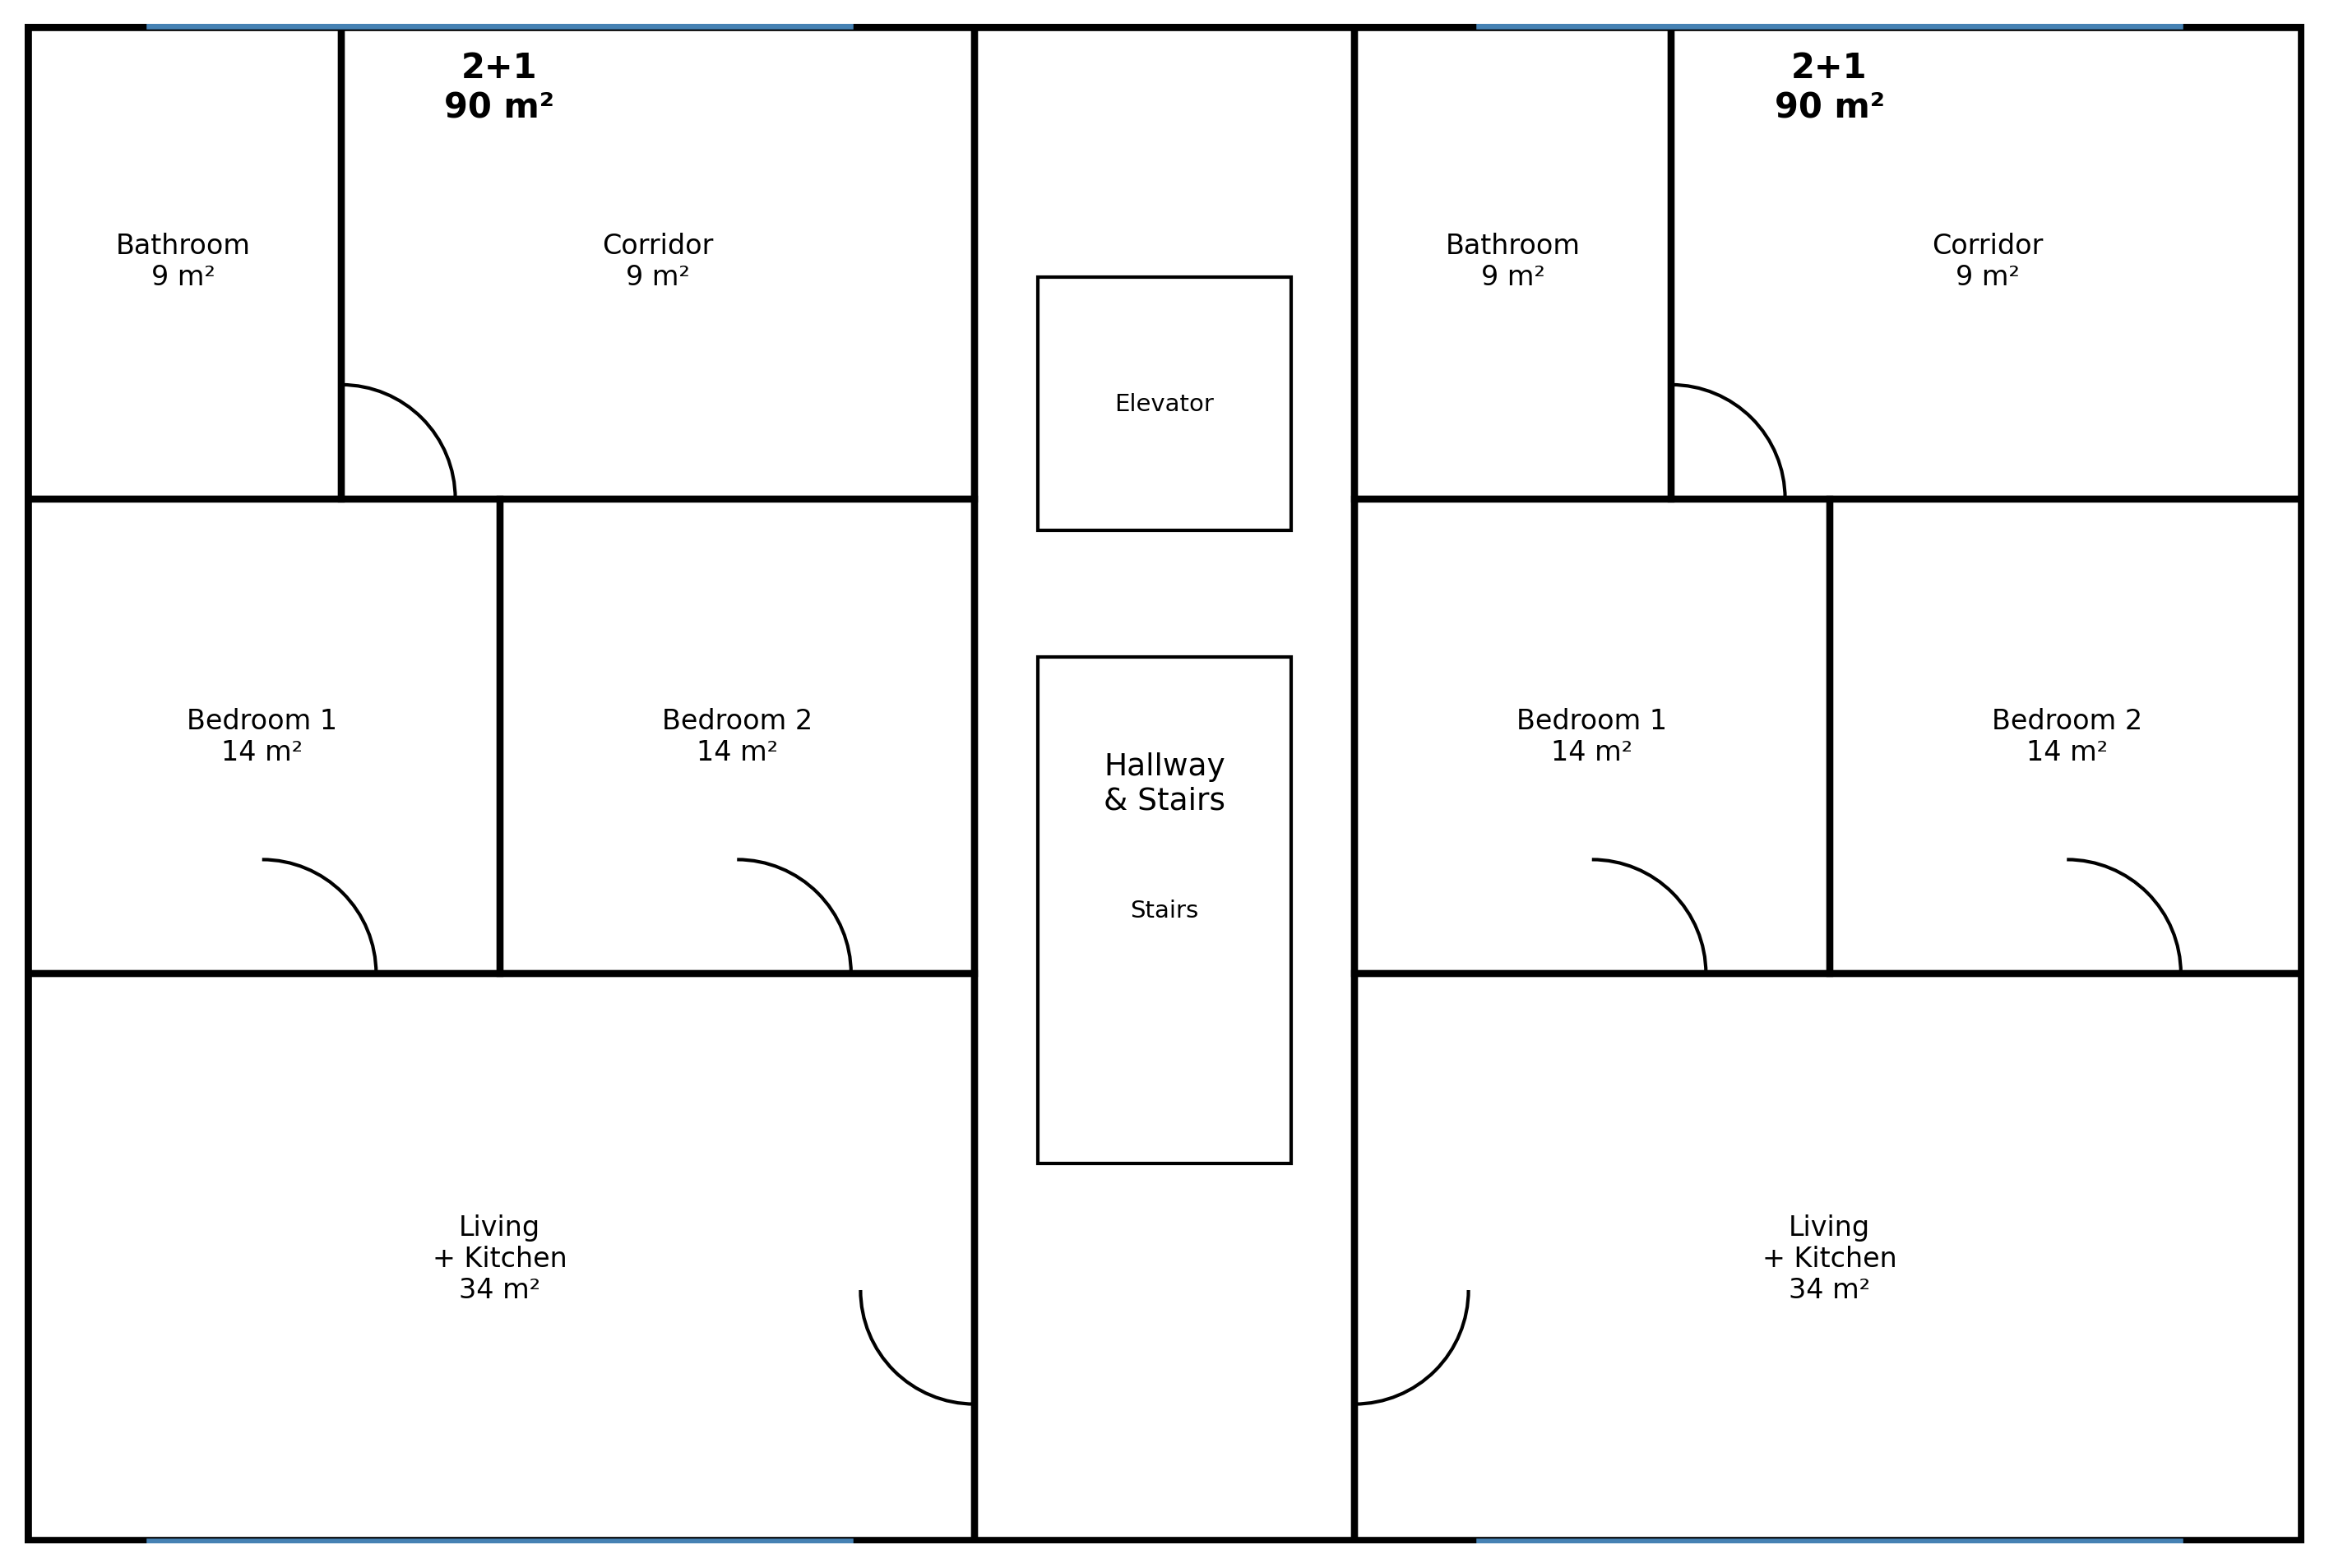 2+1
90 m²
Bathroom
9 m²
Corridor
9 m²
Bedroom 1
14 m²
Bedroom 2
14 m²
Living
+ Kitchen
34 m²
Elevator
Hallway
& Stairs
Stairs
2+1
90 m²
Bathroom
9 m²
Corridor
9 m²
Bedroom 1
14 m²
Bedroom 2
14 m²
Living
+ Kitchen
34 m²